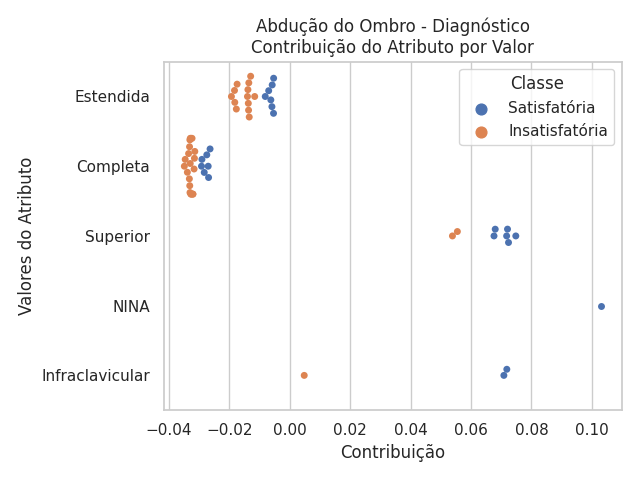 Abdução do Ombro - Diagnóstico
Contribuição do Atributo por Valor
Classe
Satisfatória
Insatisfatória
Valores do Atributo
Estendida
Completa
Superior
NINA
Infraclavicular
−0.04 −0.02 0.00 0.02 0.04 0.06 0.08 0.10
Contribuição